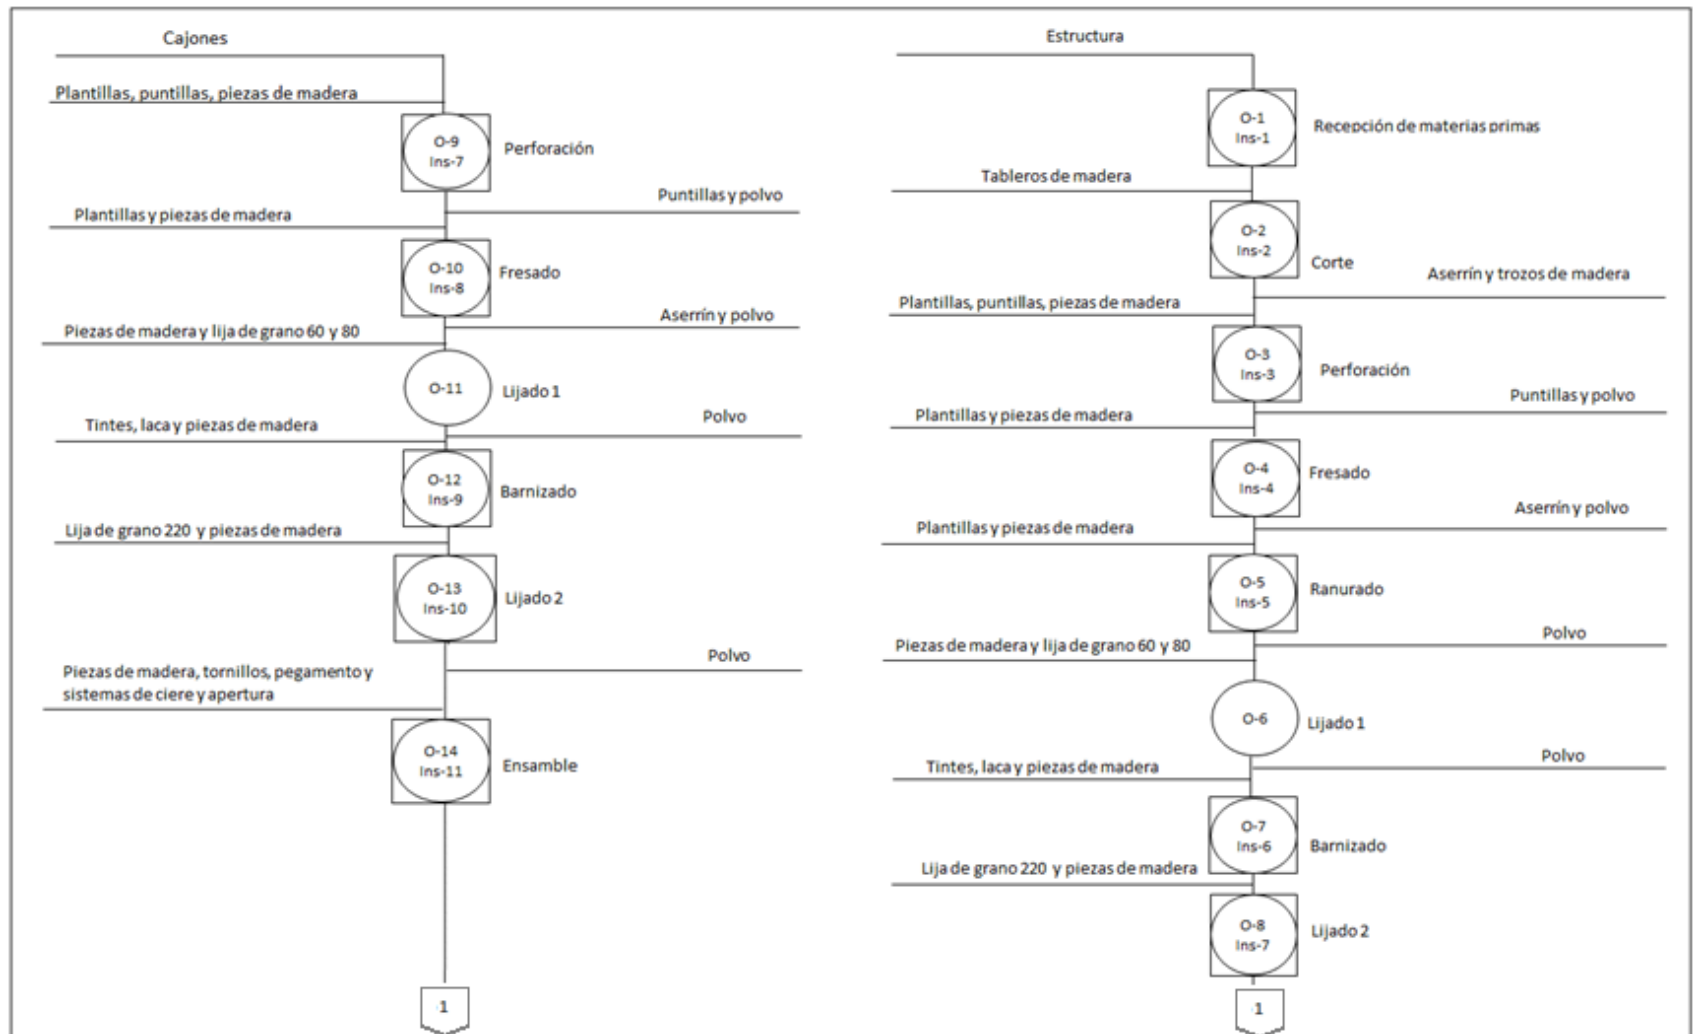 Cajones
Plantillas, puntillas, piezas de madera
O-9
Ins-7
Perforación
Puntillas y polvo
Plantillas y piezas de madera
O-10
Ins-8
Fresado
Aserrín y polvo
Piezas de madera y lija de grano 60 y 80
O-11
Lijado 1
Polvo
Tintes, laca y piezas de madera
O-12
Ins-9
Barnizado
Lija de grano 220 y piezas de madera
O-13
Ins-10
Lijado 2
Polvo
Piezas de madera, tornillos, pegamento y
sistemas de ciere y apertura
O-14
Ins-11
Ensamble
1
Estructura
O-1
Ins-1
Recepción de materias primas
Tableros de madera
O-2
Ins-2
Corte
Aserrín y trozos de madera
Plantillas, puntillas, piezas de madera
O-3
Ins-3
Perforación
Puntillas y polvo
Plantillas y piezas de madera
O-4
Ins-4
Fresado
Aserrín y polvo
Plantillas y piezas de madera
O-5
Ins-5
Ranurado
Polvo
Piezas de madera y lija de grano 60 y 80
O-6
Lijado 1
Polvo
Tintes, laca y piezas de madera
O-7
Ins-6
Barnizado
Lija de grano 220 y piezas de madera
O-8
Ins-7
Lijado 2
1